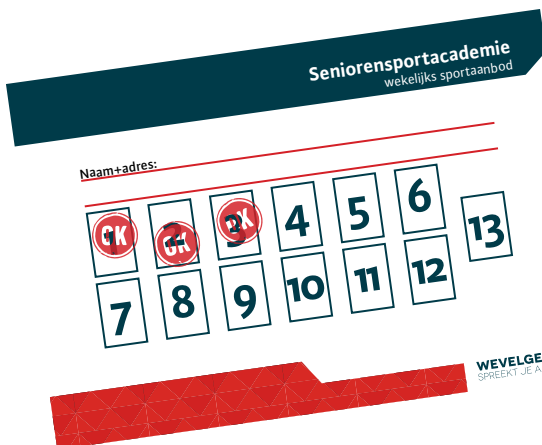 Seniorensportacademie
wekelijks sportaanbod
Naam+adres:
1 2 3 4 5 6 13
OK OK OK
7 8 9 10 11 12
WEVELGE
SPREEKT JE A